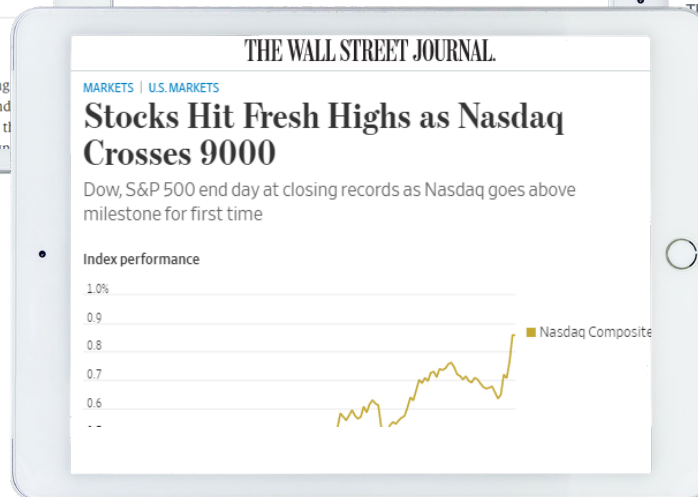 THE WALL STREET JOURNAL.
MARKETS | U.S. MARKETS
Stocks Hit Fresh Highs as Nasdaq
Crosses 9000
Dow, S&P 500 end day at closing records as Nasdaq goes above
milestone for first time
Index performance
1.0%
0.9
Nasdaq Composite
0.8
0.7
0.6